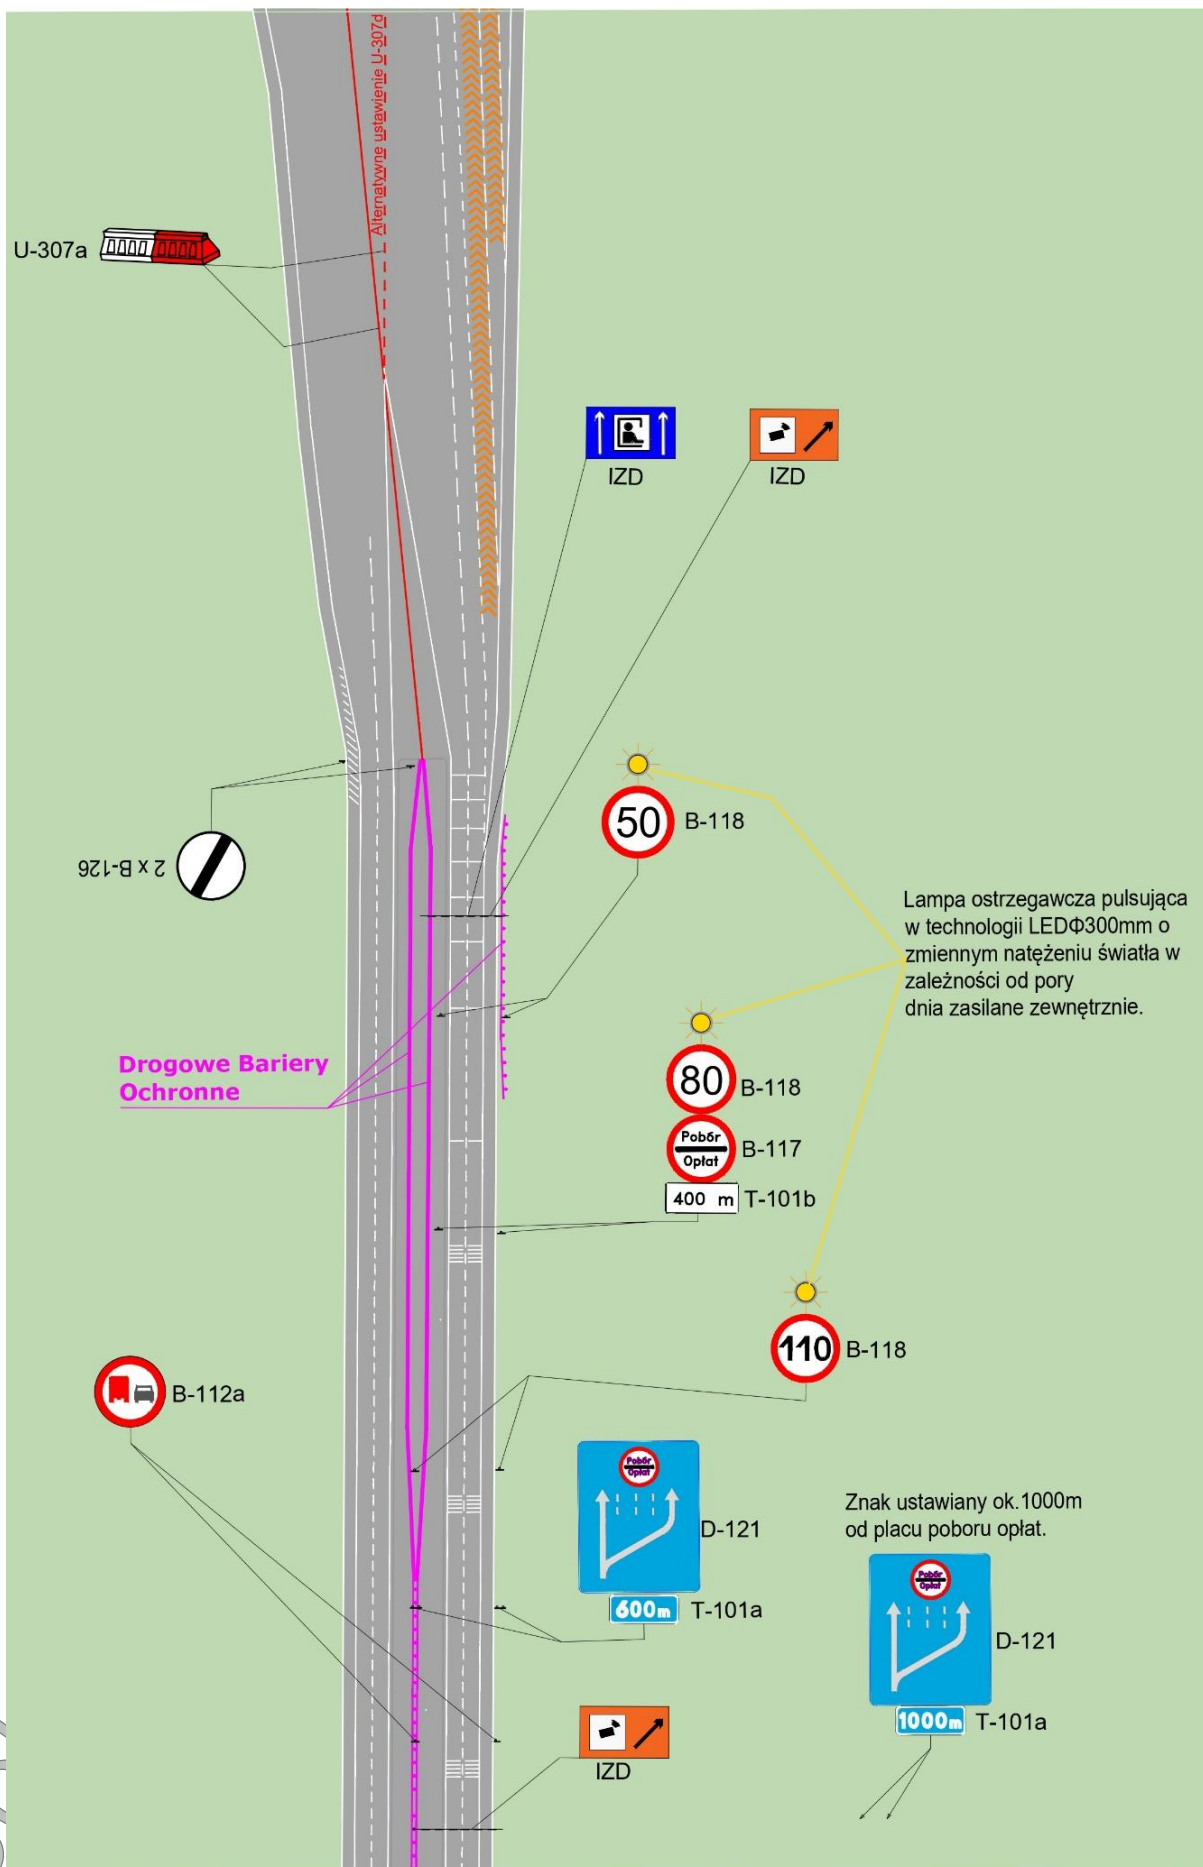 Alternatywne ustawienie U-307d
U-307a
IZD
IZD
50
B-118
2 x B-126
Lampa ostrzegawcza pulsująca
w technologii LEDΦ300mm o
zmiennym natężeniu światła w
zależności od pory
dnia zasilane zewnętrznie.
Drogowe Bariery
Ochronne
80
B-118
Pobór
Opłat
B-117
400 m
T-101b
110
B-118
B-112a
Pobór
Opłat
D-121
600m
T-101a
Znak ustawiany ok.1000m
od placu poboru opłat.
Pobór
Opłat
D-121
1000m
T-101a
IZD